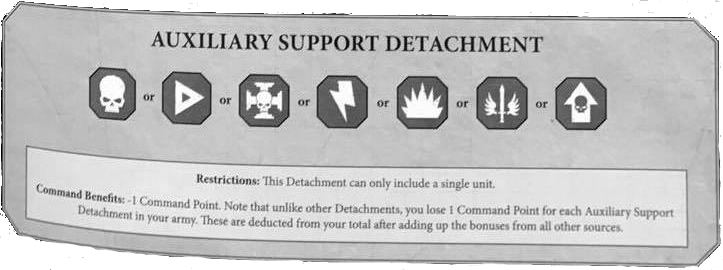 AUXILIARY SUPPORT DETACHMENT
or or or or or or
Restrictions: This Detachment can only include a single unit.
Command Benefits: -1 Command Point. Note that unlike other Detachments, you lose 1 Command Point for each Auxiliary Support
Detachment in your army. These are deducted from your total after adding up the bonuses from all other sources.